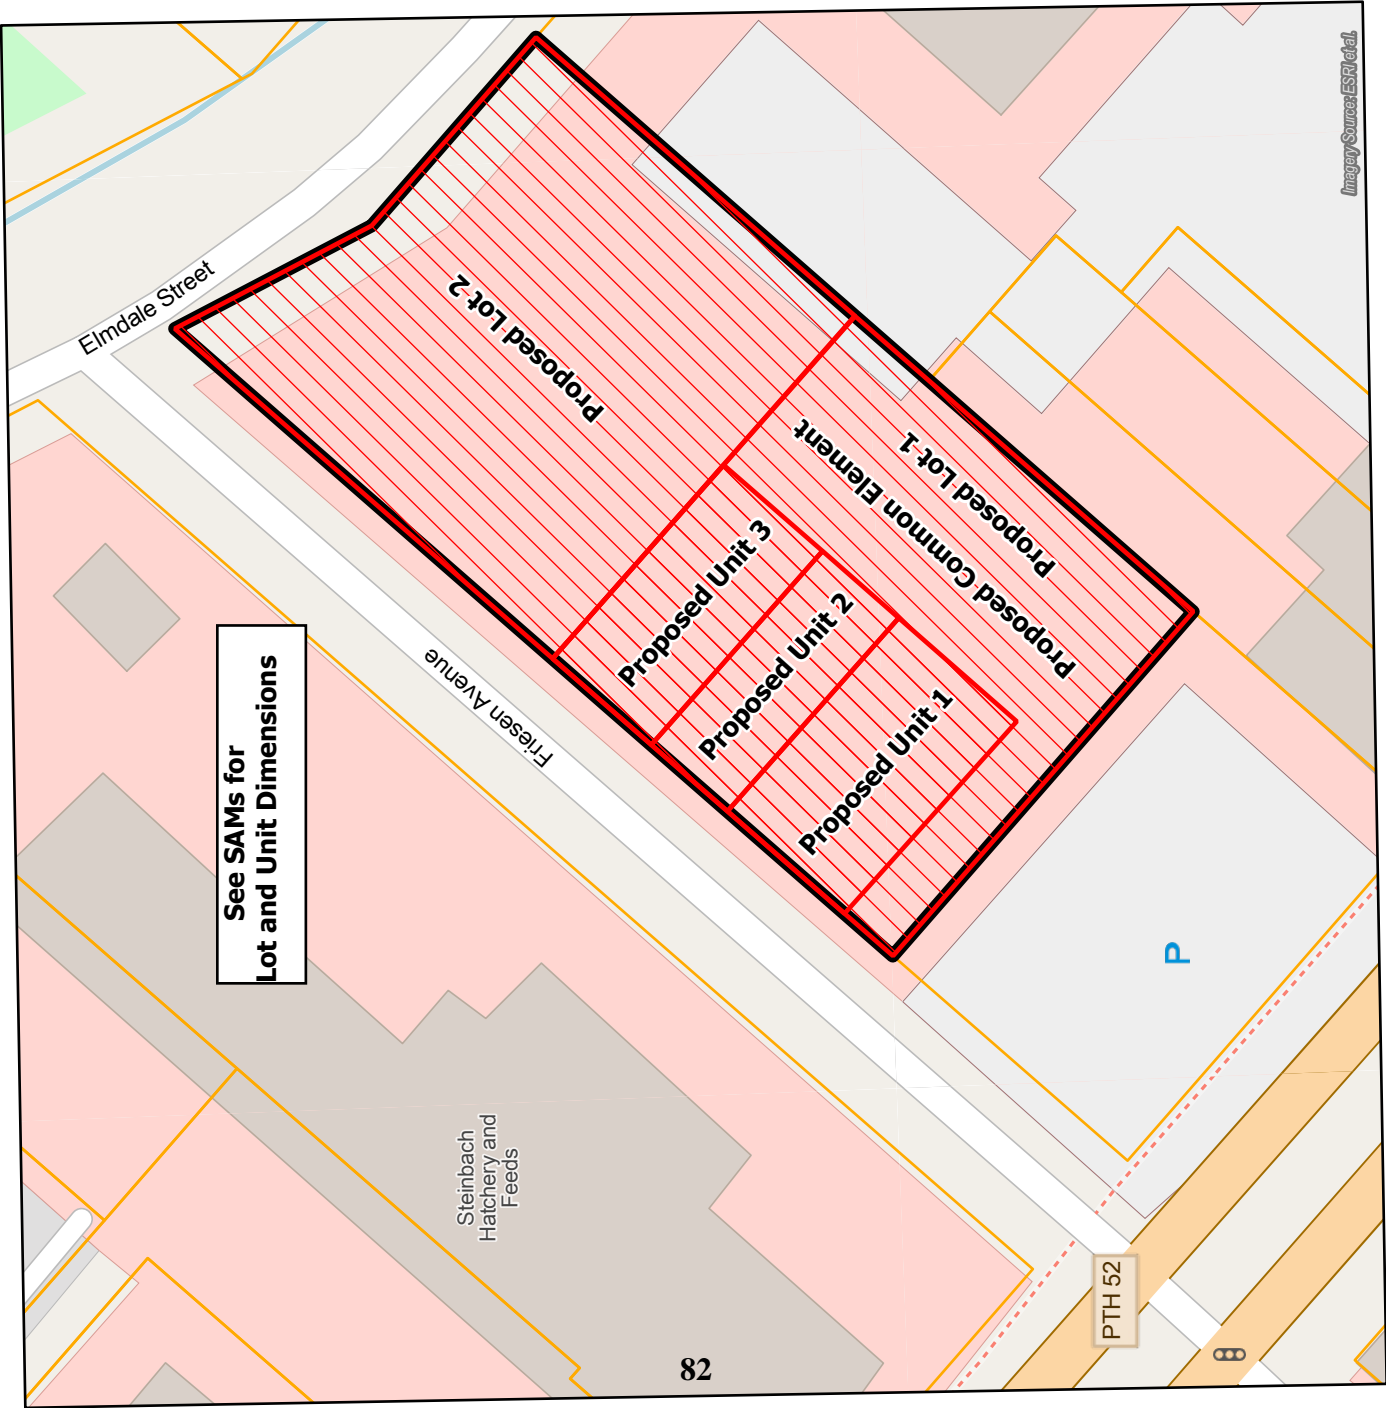 Imagery Source: ESRI et al.
Elmdale Street
Proposed Lot 2
Proposed Lot 1
Proposed Common Element
Proposed Unit 3
Proposed Unit 2
Proposed Unit 1
Friesen Avenue
See SAMs for
Lot and Unit Dimensions
P
Steinbach
Hatchery and
Feeds
PTH 52
82